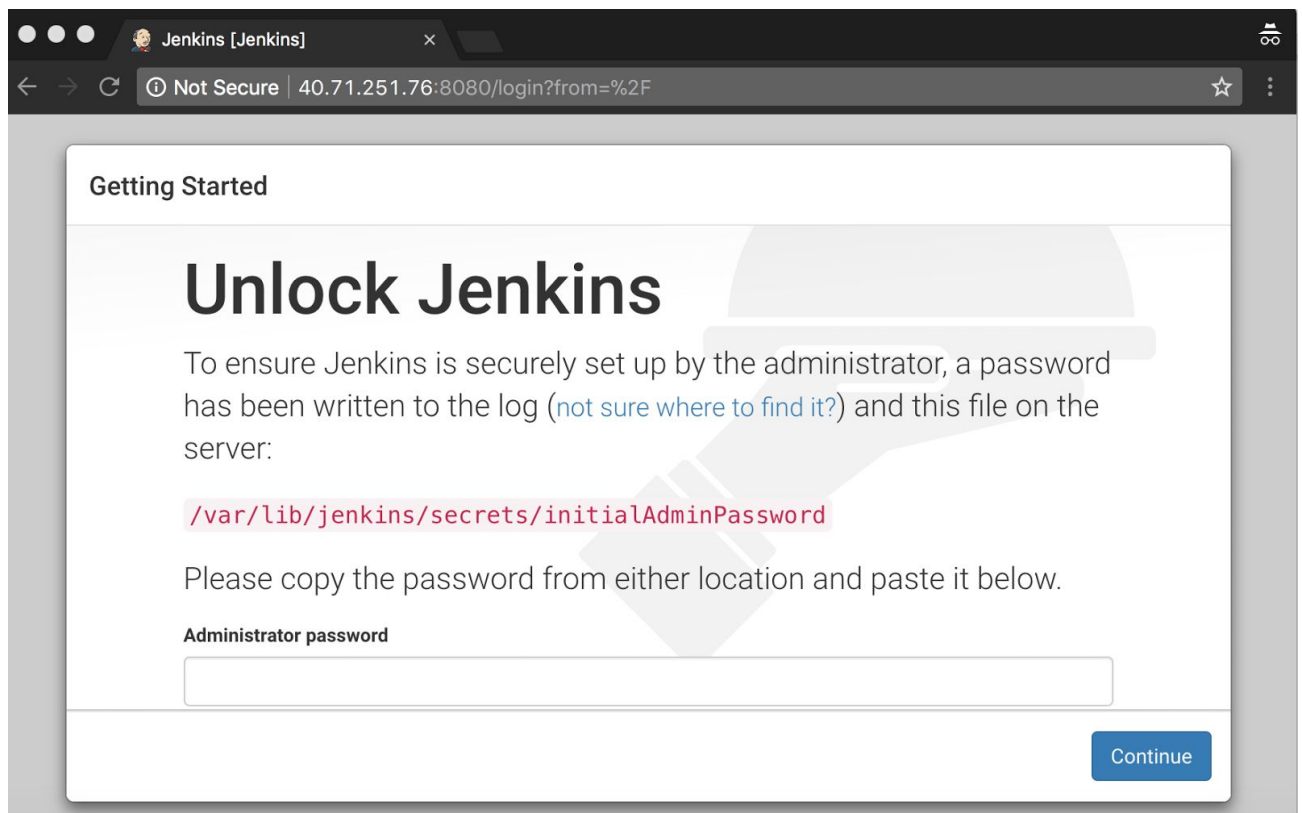 Jenkins [Jenkins]
Not Secure | 40.71.251.76:8080/login?from=%2F
Getting Started
Unlock Jenkins
To ensure Jenkins is securely set up by the administrator, a password
has been written to the log (not sure where to find it?) and this file on the
server:
/var/lib/jenkins/secrets/initialAdminPassword
Please copy the password from either location and paste it below.
Administrator password
Continue